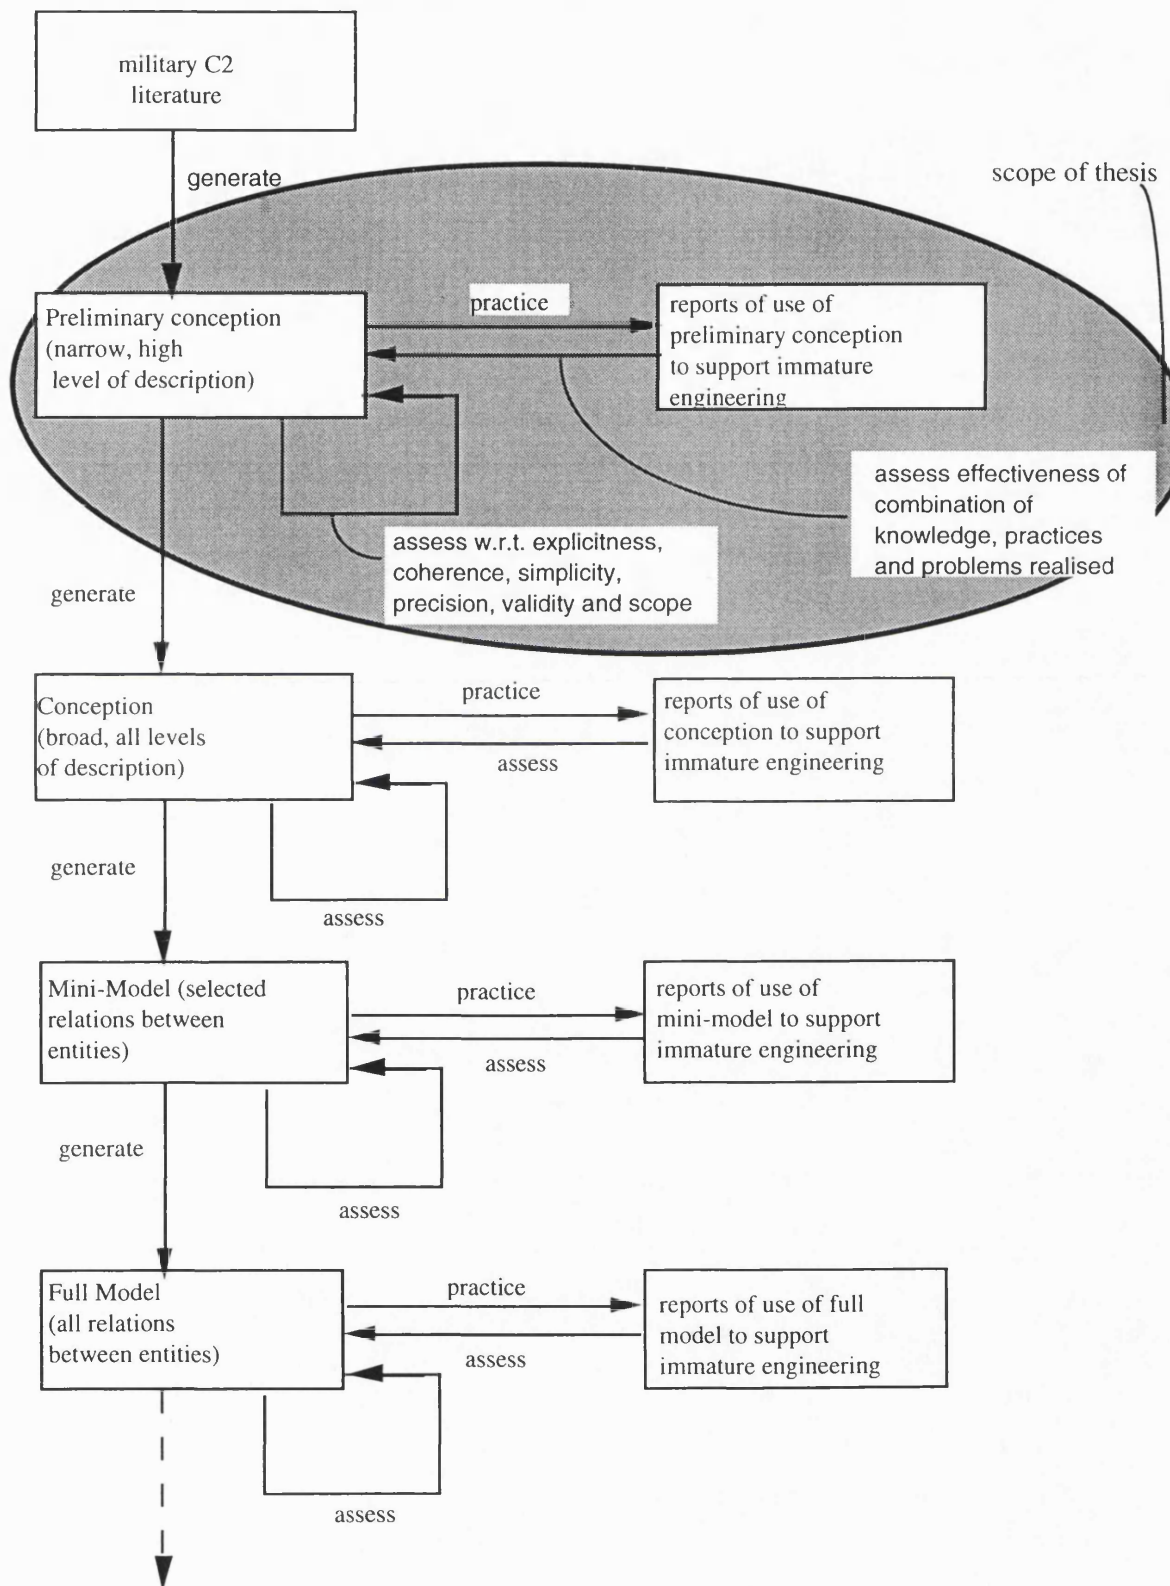 military C2
literature
generate
scope of thesis
practice
Preliminary conception
(narrow, high
level of description)
reports of use of
preliminary conception
to support immature
engineering
assess effectiveness of
combination of
knowledge, practices
and problems realised
assess w.r.t. explicitness,
coherence, simplicity,
precision, validity and scope
generate
Conception
(broad, all levels
of description)
practice
assess
reports of use of
conception to support
immature engineering
generate
assess
Mini-Model (selected
relations between
entities)
practice
assess
reports of use of
mini-model to support
immature engineering
generate
assess
Full Model
(all relations
between entities)
practice
assess
reports of use of full
model to support
immature engineering
assess